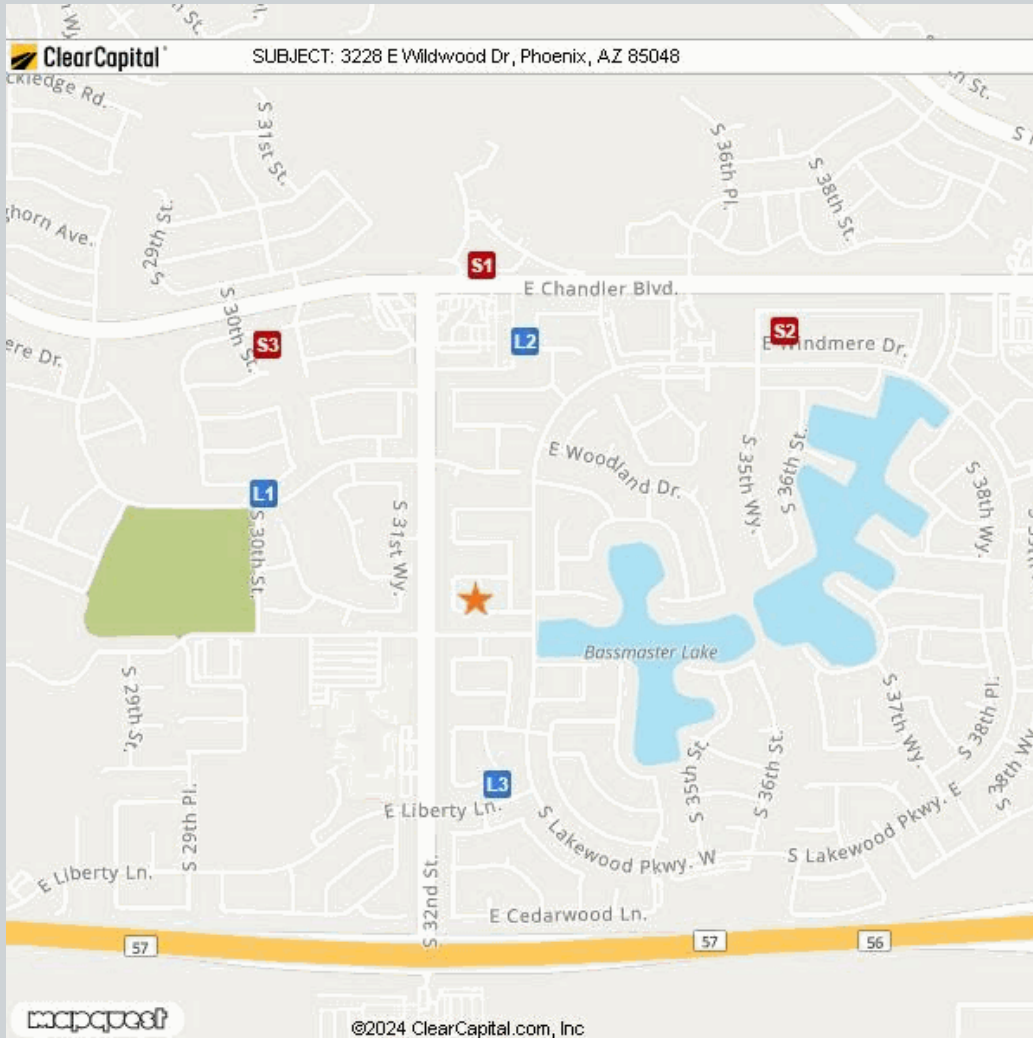 ClearCapital
SUBJECT: 3228 E Wildwood Dr, Phoenix, AZ 85048
ckledge Rd.
S 31st St.
S 36th Pl.
S 38th St.
ghorn Ave.
S 29th St.
S1
E Chandler Blvd.
S 30th St.
S3
L2
S2
ere Dr.
E Windmere Dr.
E Woodland Dr.
S 35th Wy.
S 36th St.
S 38th Wy.
L1
S 30th St.
S 31st Wy.
Bassmaster Lake
S 29th St.
S 37th Wy.
S 38th Pl.
S 38th Wy.
S 35th St.
S 36th St.
L3
E Liberty Ln.
S 29th Pl.
S Lakewood Pkwy. W
S Lakewood Pkwy. E
E Liberty Ln.
S 32nd St.
E Cedarwood Ln.
57
57
56
mapquest
©2024 ClearCapital.com, Inc